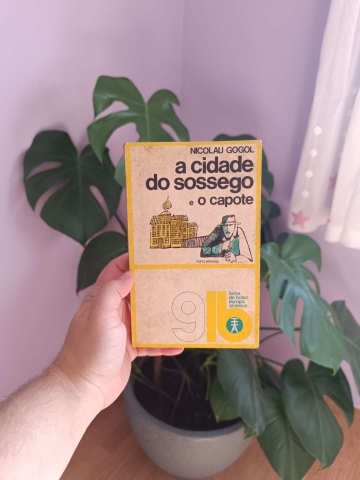 NICOLAU GOGOL
a cidade
do sossego
e o capote
TEXTO INTEGRAL
9
livros
de bolso
europa
américa